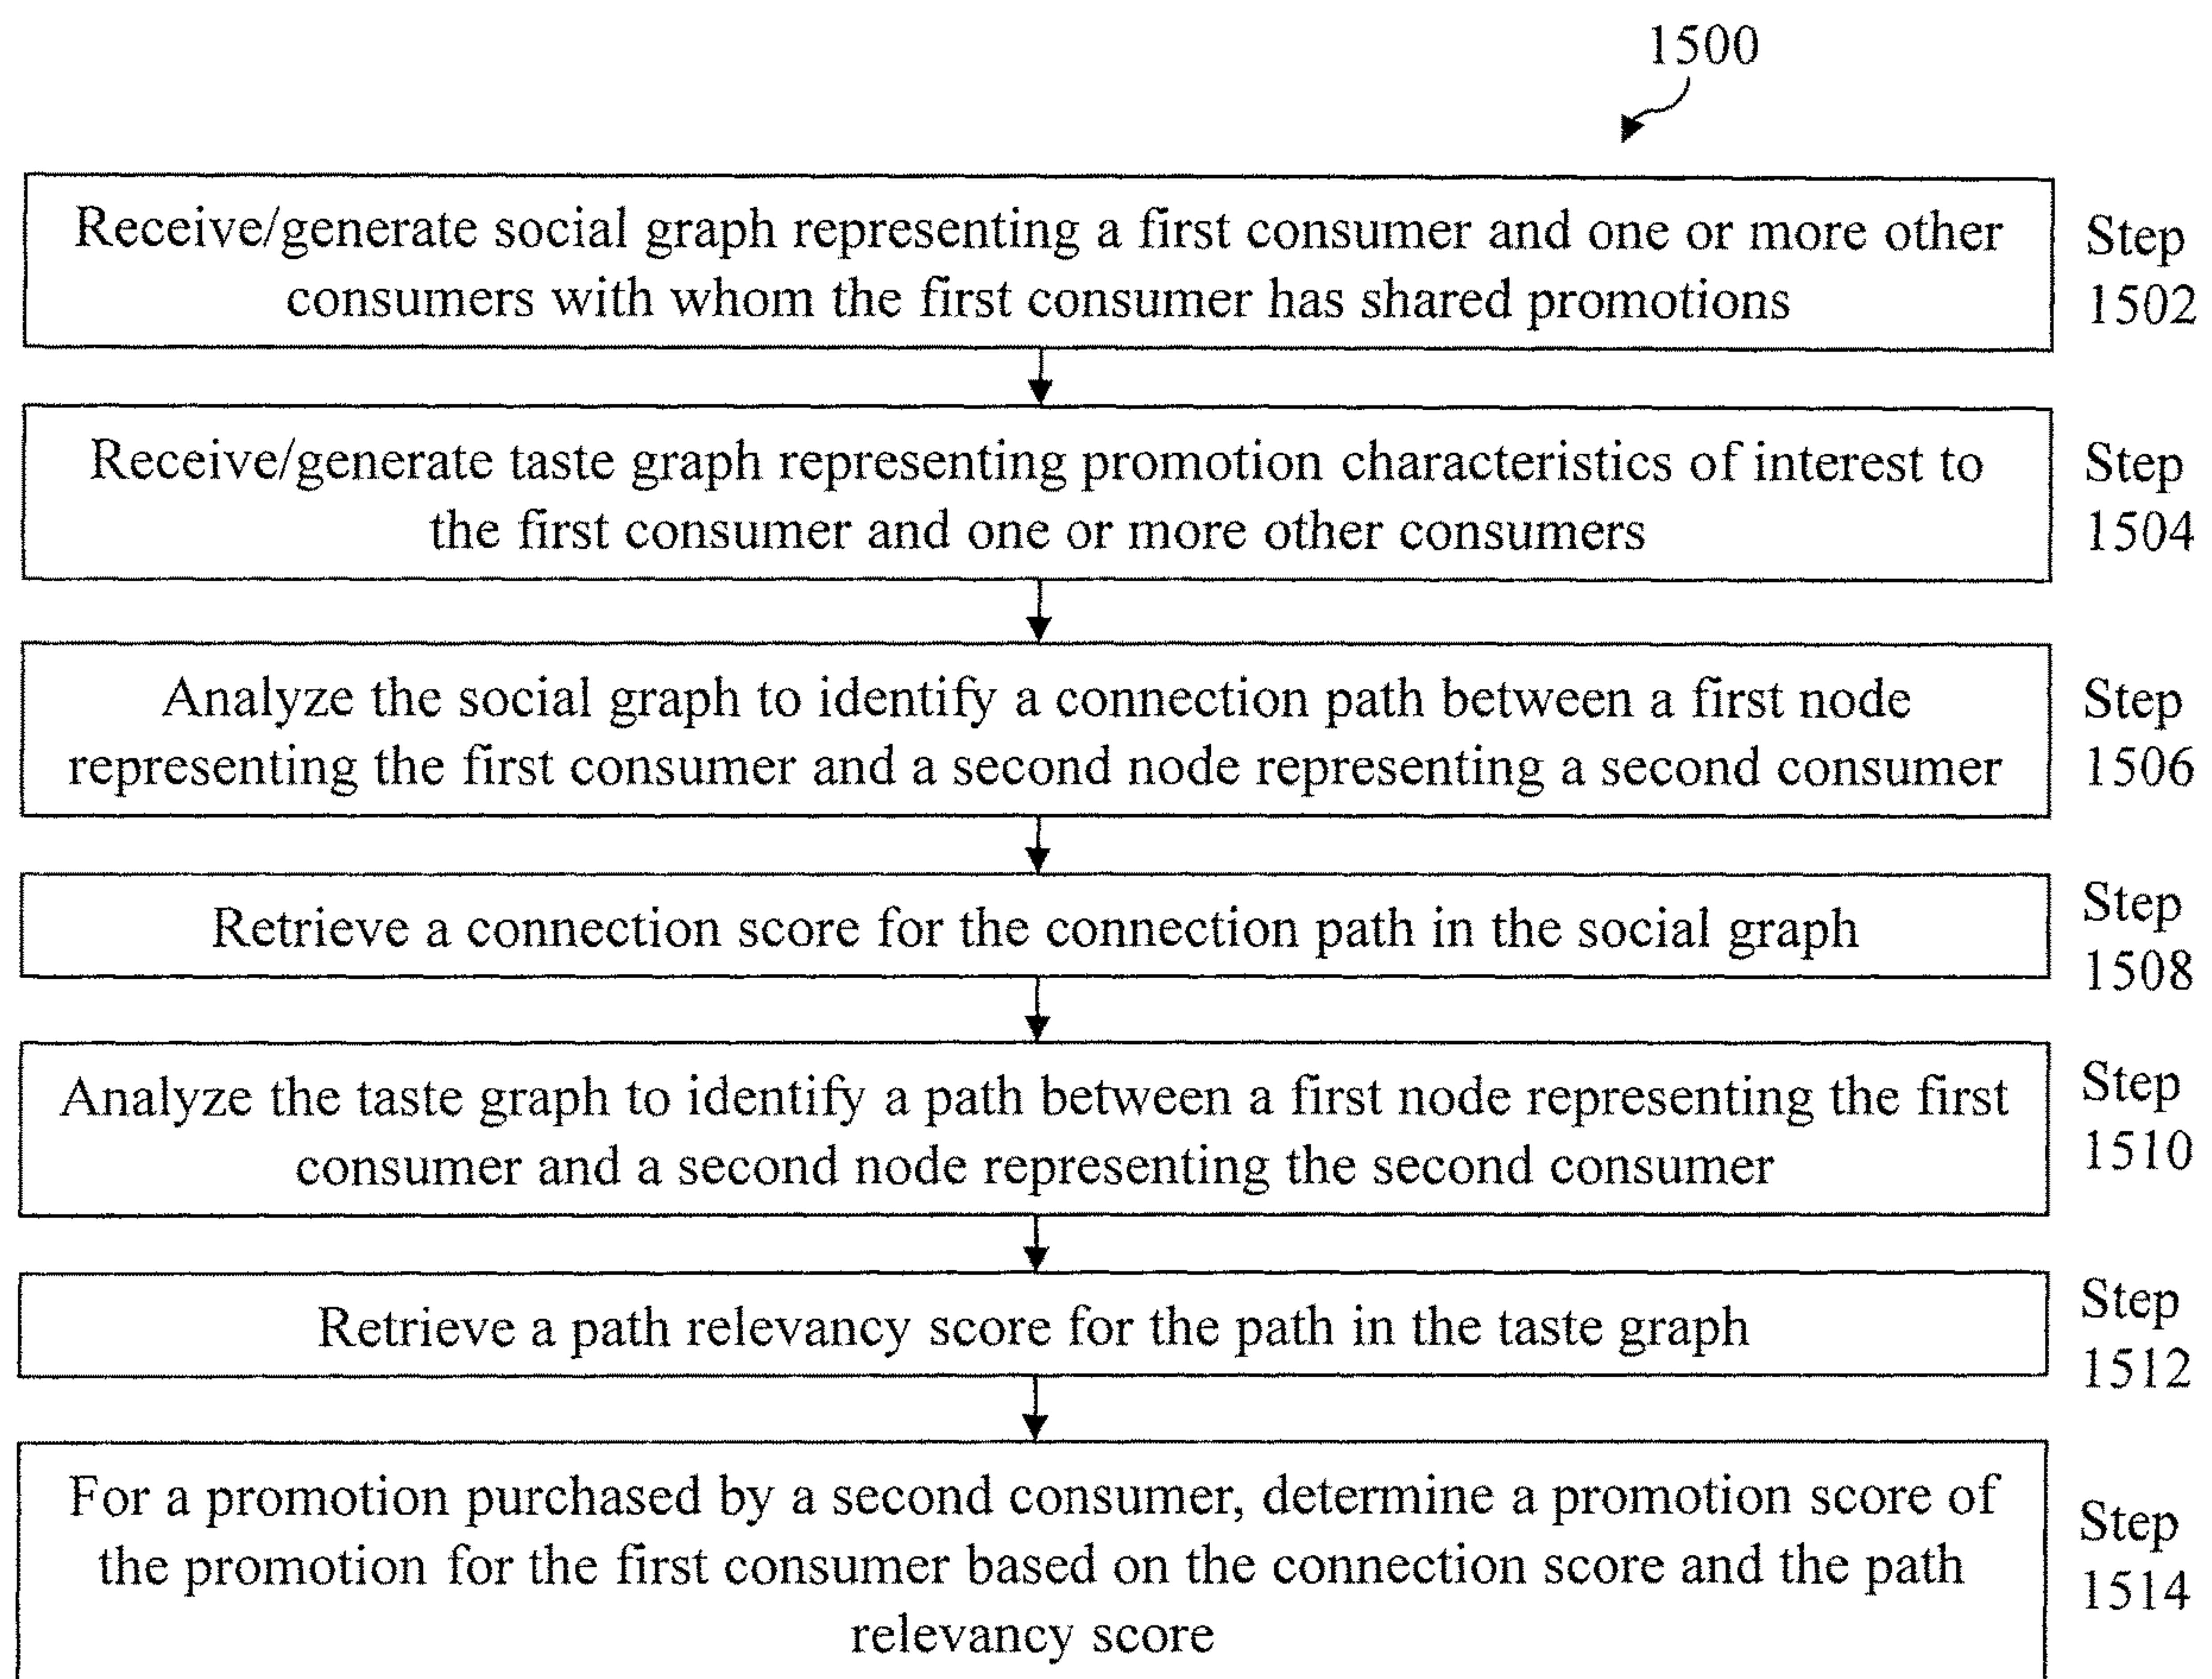 1500
Receive/generate social graph representing a first consumer and one or more other
consumers with whom the first consumer has shared promotions
Step
1502
Receive/generate taste graph representing promotion characteristics of interest to
the first consumer and one or more other consumers
Step
1504
Analyze the social graph to identify a connection path between a first node
representing the first consumer and a second node representing a second consumer
Step
1506
Retrieve a connection score for the connection path in the social graph
Step
1508
Analyze the taste graph to identify a path between a first node representing the first
consumer and a second node representing the second consumer
Step
1510
Retrieve a path relevancy score for the path in the taste graph
Step
1512
For a promotion purchased by a second consumer, determine a promotion score of
the promotion for the first consumer based on the connection score and the path
relevancy score
Step
1514